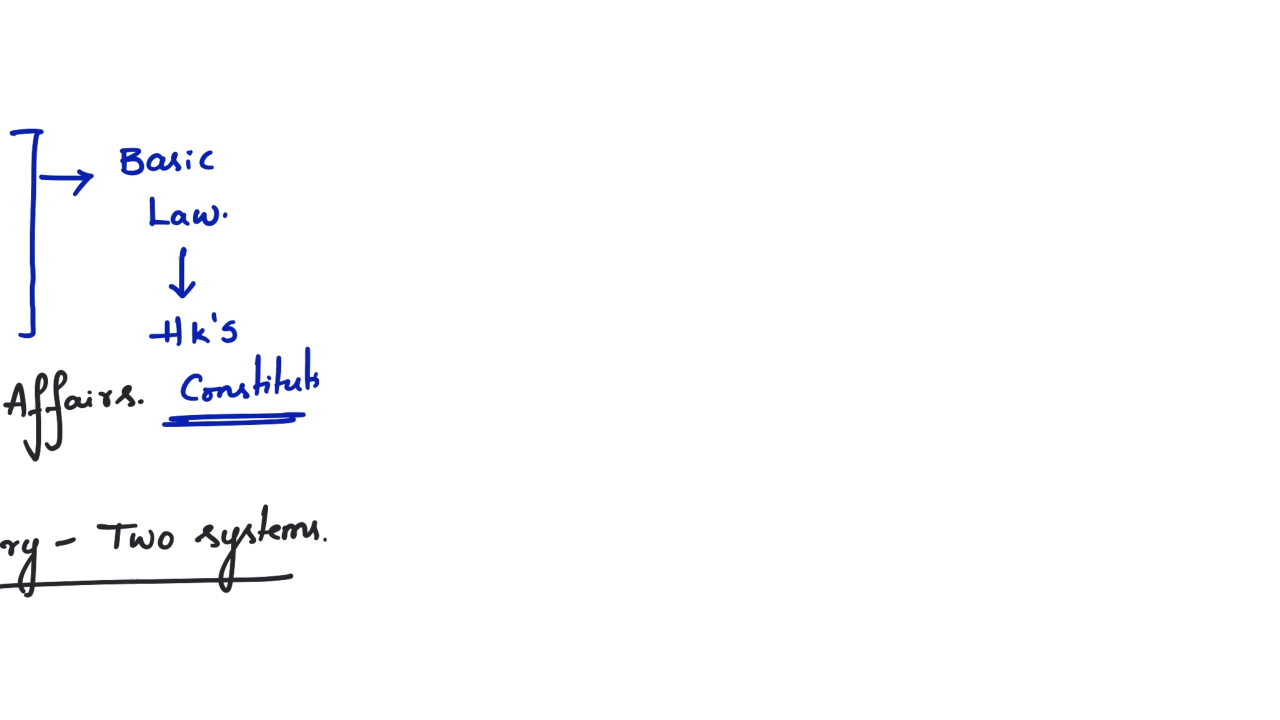 Basic
Law.
HK's
Affairs. Constituti
ry - Two systems.